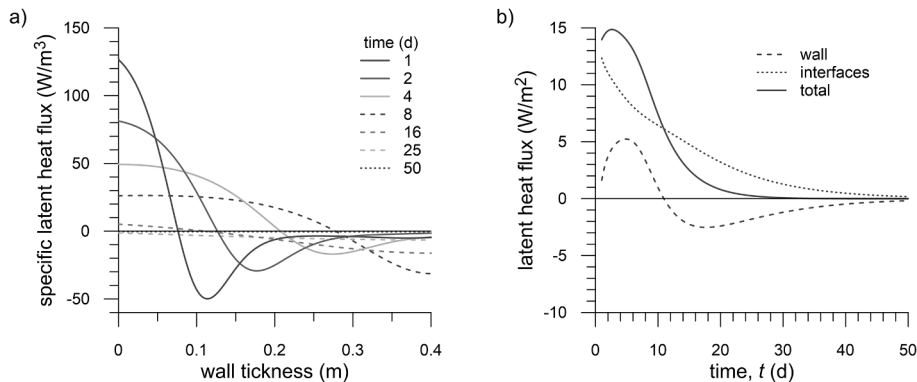 a)
specific latent heat flux (W/m³)
150
100
50
0
-50
0 0.1 0.2 0.3 0.4
wall tickness (m)
time (d)
1
2
4
8
16
25
50
b)
latent heat flux (W/m²)
15
10
5
0
-5
-10
0 10 20 30 40 50
time, t (d)
wall
interfaces
total